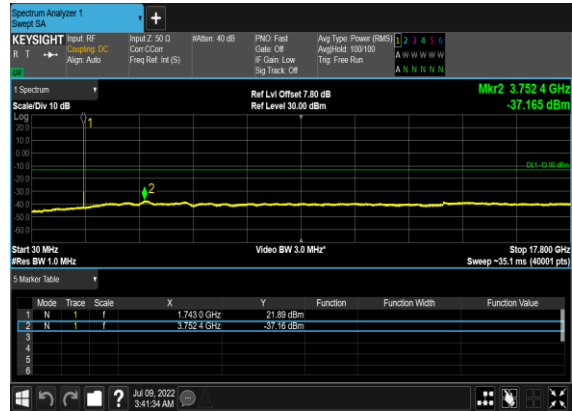 Spectrum Analyzer 1
Swept SA
+
KEYSIGHT Input: RF Input Z: 50 Ω #Atten: 40 dB PNO: Fast Avg Type: Power (RMS) 1 2 3 4 5 6
R T Coupling: DC Corr CCorr Gate: Off Avg|Hold: 100/100 A W W W W W
Align: Auto Freq Ref: Int (S) IF Gain: Low Trig: Free Run
LW Sig Track: Off A N N N N N
1 Spectrum Ref Lvl Offset 7.80 dB Mkr2 3.752 4 GHz
Scale/Div 10 dB Ref Level 30.00 dBm -37.165 dBm
Log
20.0
10.0
0.00
-10.0
-20.0
-30.0
-40.0
-50.0
-60.0
1
DL1 -13.00 dBm
2
Start 30 MHz Video BW 3.0 MHz* Stop 17.800 GHz
#Res BW 1.0 MHz Sweep ~35.1 ms (40001 pts)
5 Marker Table
Mode Trace Scale X Y Function Function Width Function Value
1 N 1 f 1.743 0 GHz 21.89 dBm
2 N 1 f 3.752 4 GHz -37.16 dBm
3
4
5
6
? Jul 09, 2022
3:41:34 AM